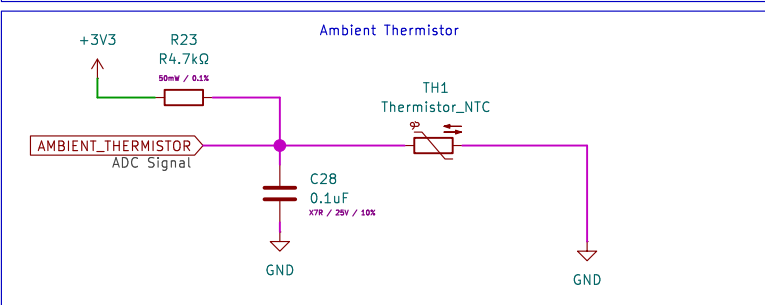 Ambient Thermistor
+3V3
R23
R4.7kΩ
50mW / 0.1%
TH1
Thermistor_NTC
AMBIENT_THERMISTOR
ADC Signal
C28
0.1uF
X7R / 25V / 10%
GND
GND